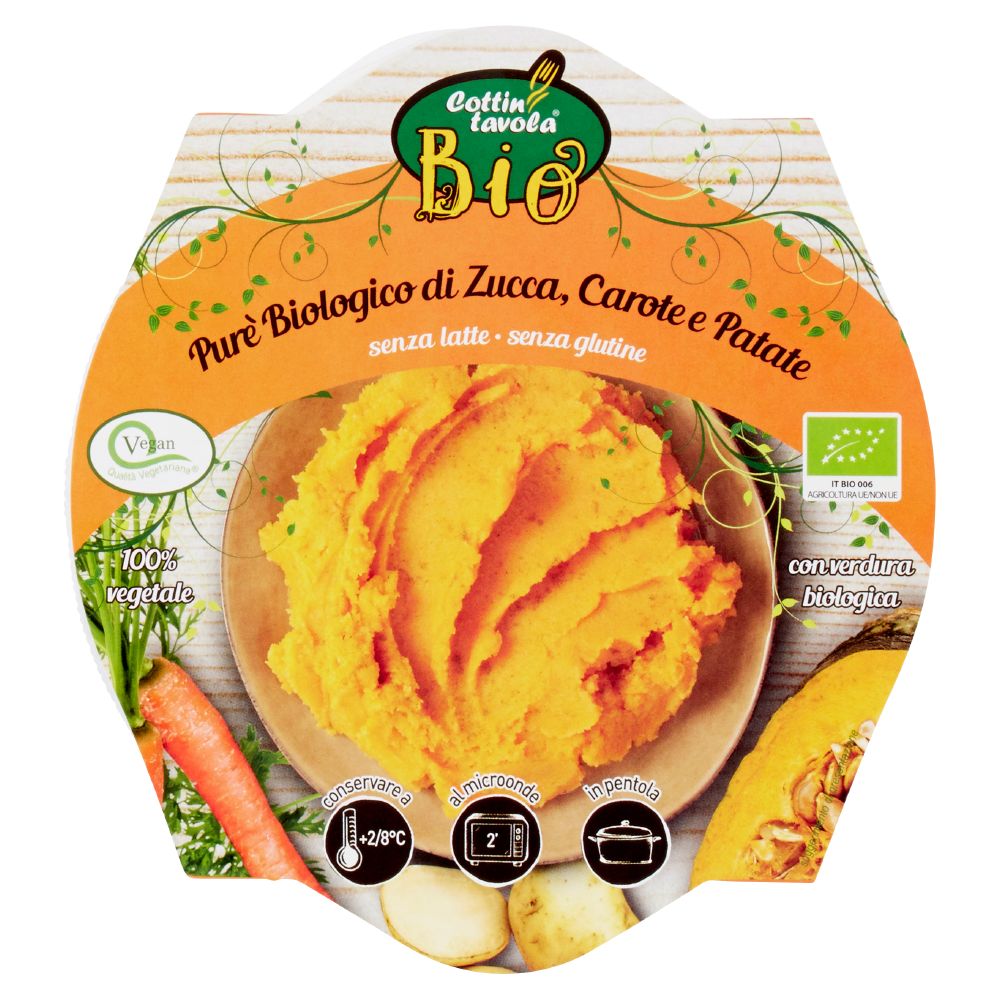 Cottin
tavola®
Bio
Purè Biologico di Zucca, Carote e Patate
senza latte • senza glutine
Vegan
Qualità Vegetariana®
IT BIO 006
AGRICOLTURA UE/NON UE
100%
vegetale
con verdura
biologica
conservare a
+2/8°C
al microonde
2'
in pentola